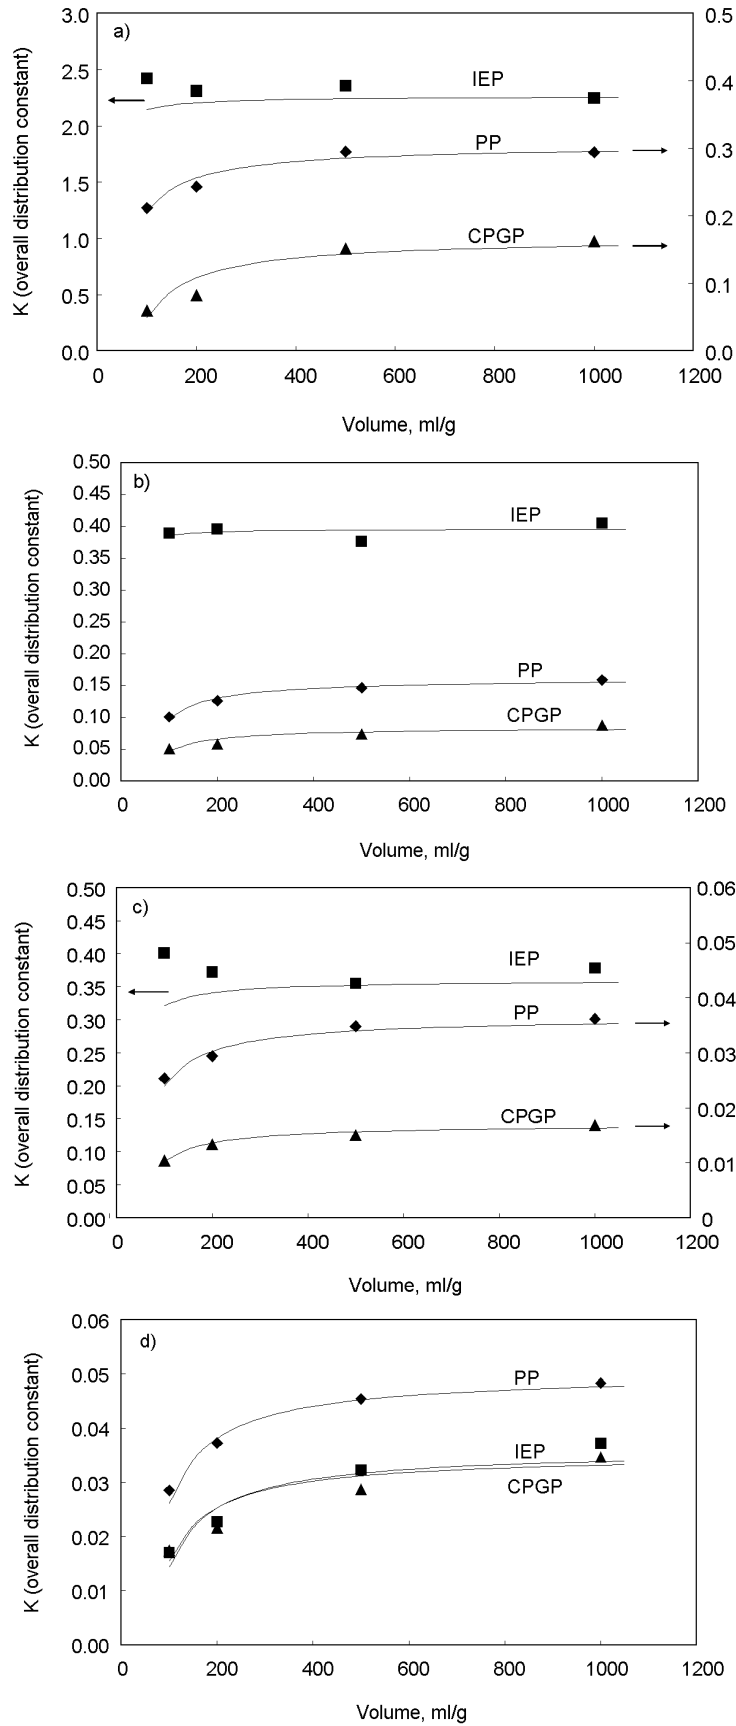 a)
K (overall distribution constant)
3.0
2.5
2.0
1.5
1.0
0.5
0.0
0.5
0.4
0.3
0.2
0.1
0.0
IEP
PP
CPGP
0 200 400 600 800 1000 1200
Volume, ml/g
b)
K (overall distribution constant)
0.50
0.45
0.40
0.35
0.30
0.25
0.20
0.15
0.10
0.05
0.00
IEP
PP
CPGP
0 200 400 600 800 1000 1200
Volume, ml/g
c)
K (overall distribution constant)
0.50
0.45
0.40
0.35
0.30
0.25
0.20
0.15
0.10
0.05
0.00
0.06
0.05
0.04
0.03
0.02
0.01
0
IEP
PP
CPGP
0 200 400 600 800 1000 1200
Volume, ml/g
d)
K (overall distribution constant)
0.06
0.05
0.04
0.03
0.02
0.01
0.00
PP
IEP
CPGP
0 200 400 600 800 1000 1200
Volume, ml/g